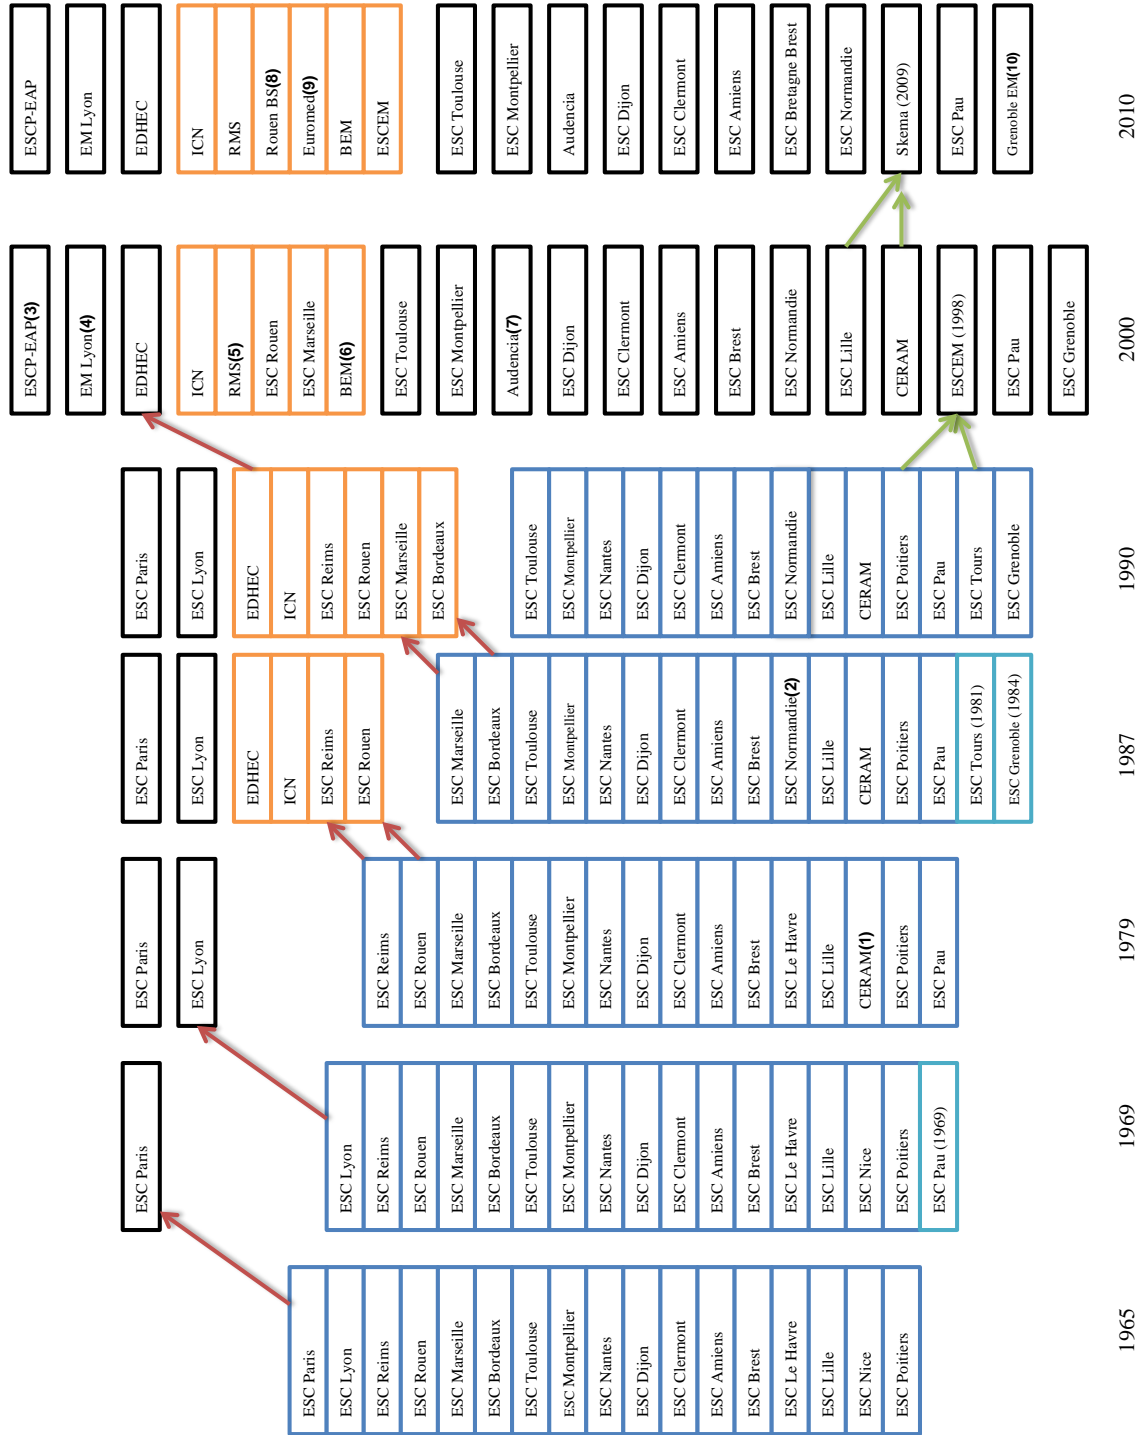 ESC Paris
ESC Lyon
ESC Reims
ESC Rouen
ESC Marseille
ESC Bordeaux
ESC Toulouse
ESC Montpellier
ESC Nantes
ESC Dijon
ESC Clermont
ESC Amiens
ESC Brest
ESC Le Havre
ESC Lille
ESC Nice
ESC Poitiers
1965
ESC Paris
ESC Lyon
ESC Reims
ESC Rouen
ESC Marseille
ESC Bordeaux
ESC Toulouse
ESC Montpellier
ESC Nantes
ESC Dijon
ESC Clermont
ESC Amiens
ESC Brest
ESC Le Havre
ESC Lille
ESC Nice
ESC Poitiers
ESC Pau (1969)
1969
ESC Paris
ESC Lyon
ESC Reims
ESC Rouen
ESC Marseille
ESC Bordeaux
ESC Toulouse
ESC Montpellier
ESC Nantes
ESC Dijon
ESC Clermont
ESC Amiens
ESC Brest
ESC Le Havre
ESC Lille
CERAM(1)
ESC Poitiers
ESC Pau
1979
ESC Paris
ESC Lyon
EDHEC
ICN
ESC Reims
ESC Rouen
ESC Marseille
ESC Bordeaux
ESC Toulouse
ESC Montpellier
ESC Nantes
ESC Dijon
ESC Clermont
ESC Amiens
ESC Brest
ESC Normandie(2)
ESC Lille
CERAM
ESC Poitiers
ESC Pau
ESC Tours (1981)
ESC Grenoble (1984)
1987
ESC Paris
ESC Lyon
EDHEC
ICN
ESC Reims
ESC Rouen
ESC Marseille
ESC Bordeaux
ESC Toulouse
ESC Montpellier
ESC Nantes
ESC Dijon
ESC Clermont
ESC Amiens
ESC Brest
ESC Normandie
ESC Lille
CERAM
ESC Poitiers
ESC Pau
ESC Tours
ESC Grenoble
1990
ESCP-EAP(3)
EM Lyon(4)
EDHEC
ICN
RMS(5)
ESC Rouen
ESC Marseille
BEM(6)
ESC Toulouse
ESC Montpellier
Audencia(7)
ESC Dijon
ESC Clermont
ESC Amiens
ESC Brest
ESC Normandie
ESC Lille
CERAM
ESCEM (1998)
ESC Pau
ESC Grenoble
2000
ESCP-EAP
EM Lyon
EDHEC
ICN
RMS
Rouen BS(8)
Euromed(9)
BEM
ESCEM
ESC Toulouse
ESC Montpellier
Audencia
ESC Dijon
ESC Clermont
ESC Amiens
ESC Bretagne Brest
ESC Normandie
Skema (2009)
ESC Pau
Grenoble EM(10)
2010